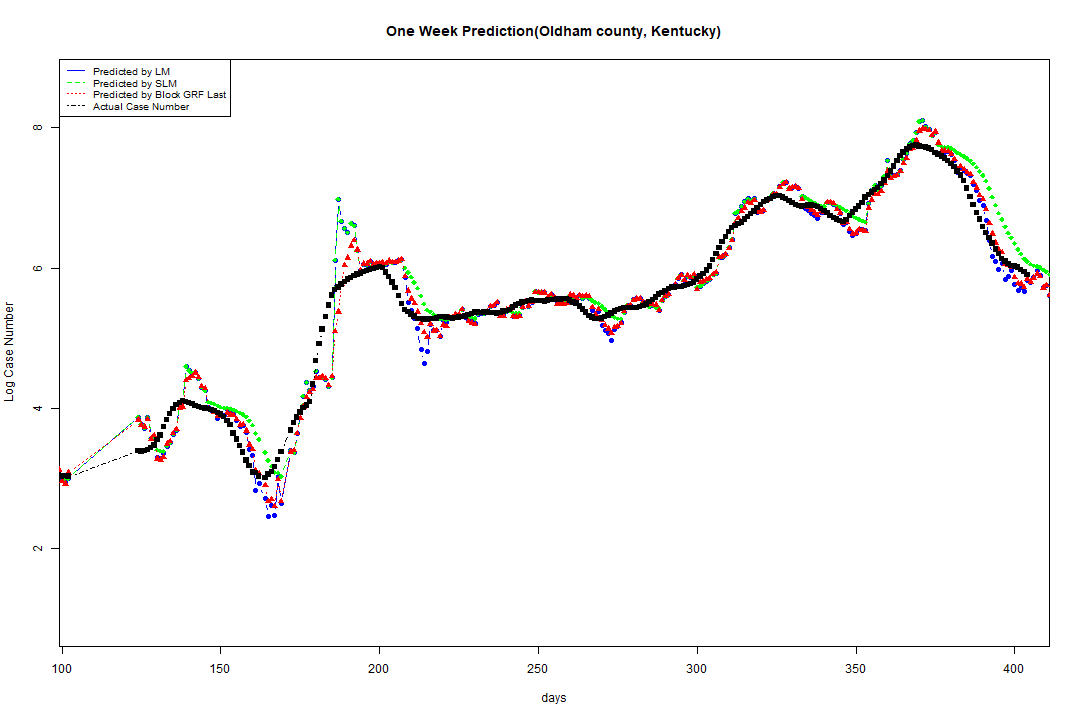 One Week Prediction(Oldham county, Kentucky)
Predicted by LM
Predicted by SLM
Predicted by Block GRF Last
Actual Case Number
Log Case Number
8
6
4
2
100 150 200 250 300 350 400
days